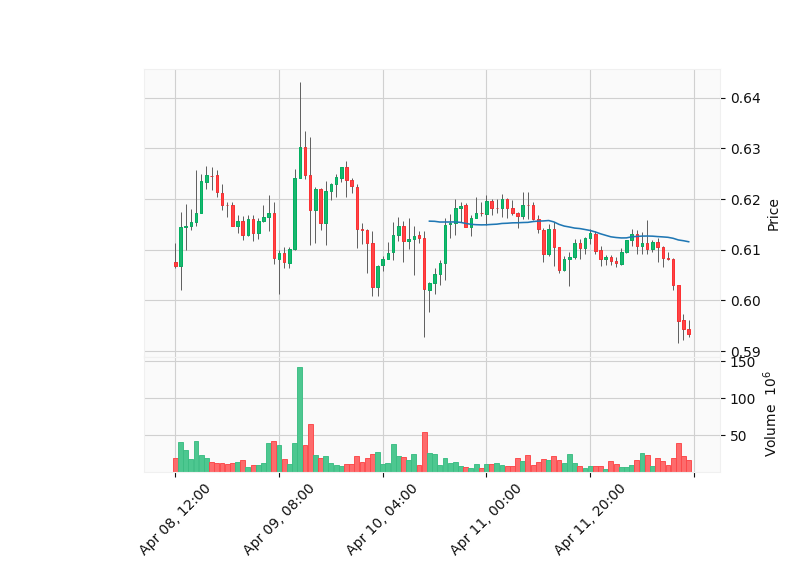 0.64
0.63
0.62
0.61
0.60
0.59
Price
150
100
50
Volume 10⁶
Apr 08, 12:00
Apr 09, 08:00
Apr 10, 04:00
Apr 11, 00:00
Apr 11, 20:00